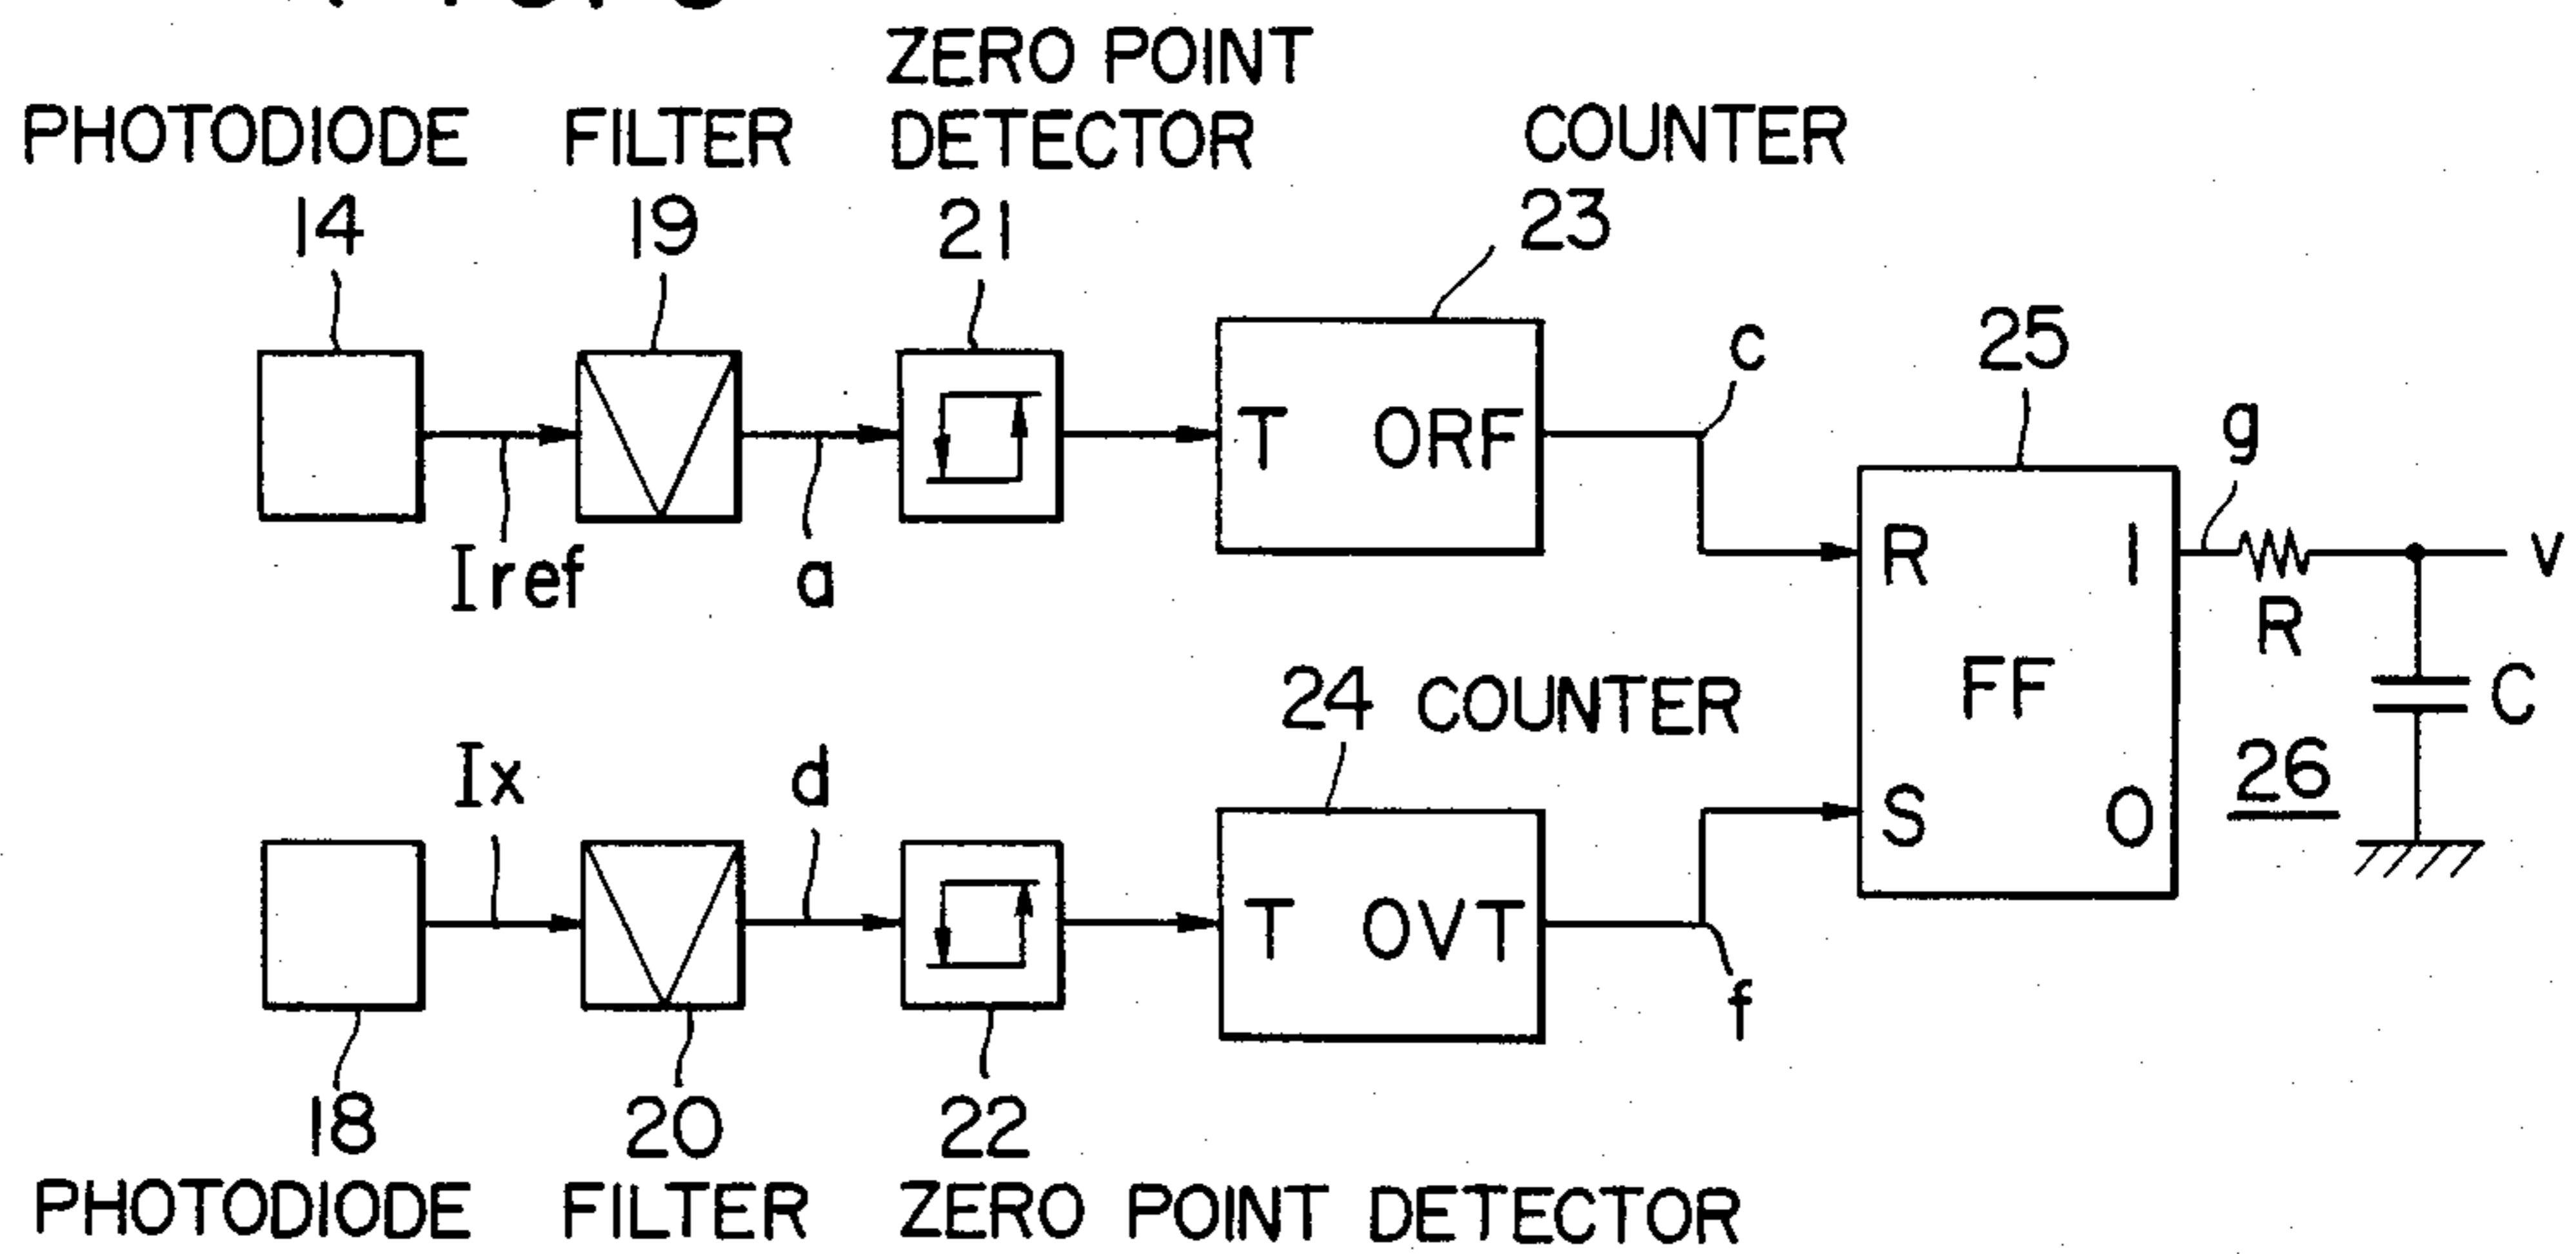 ZERO POINT
PHOTODIODE FILTER DETECTOR COUNTER
14 19 21 23
c
25
g
T ORF
Iref a
R 1 v
R
24 COUNTER
FF
C
Ix d
26
S O
T OVT
f
18 20 22
PHOTODIODE FILTER ZERO POINT DETECTOR